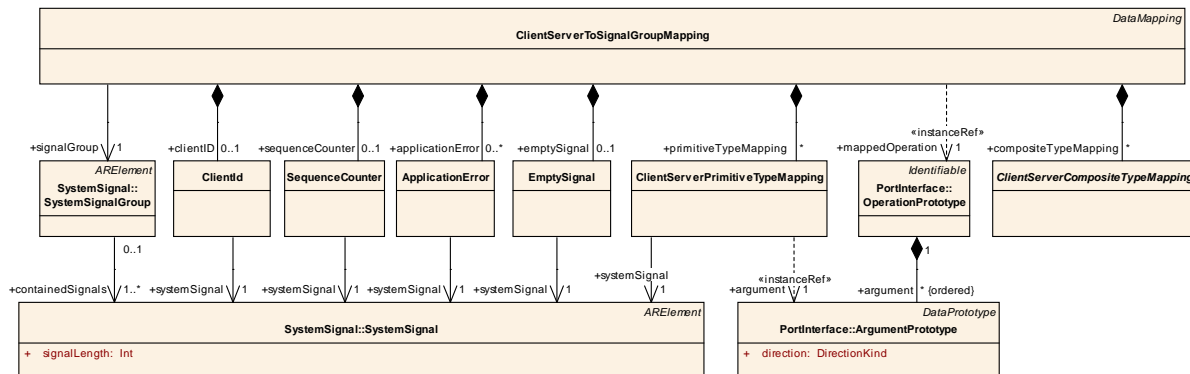 DataMapping
ClientServerToSignalGroupMapping
«instanceRef»
+signalGroup 1
+clientID 0..1
+sequenceCounter 0..1
+applicationError 0..*
+emptySignal 0..1
+primitiveTypeMapping *
+mappedOperation 1
+compositeTypeMapping *
ARElement
SystemSignal::
SystemSignalGroup
ClientId
SequenceCounter
ApplicationError
EmptySignal
ClientServerPrimitiveTypeMapping
Identifiable
PortInterface::
OperationPrototype
ClientServerCompositeTypeMapping
0..1
1
+systemSignal
1
«instanceRef»
+containedSignals 1..*
+systemSignal 1
+systemSignal 1
+systemSignal 1
+systemSignal 1
+argument 1
+argument * {ordered}
ARElement
SystemSignal::SystemSignal
+ signalLength: Int
DataPrototype
PortInterface::ArgumentPrototype
+ direction: DirectionKind